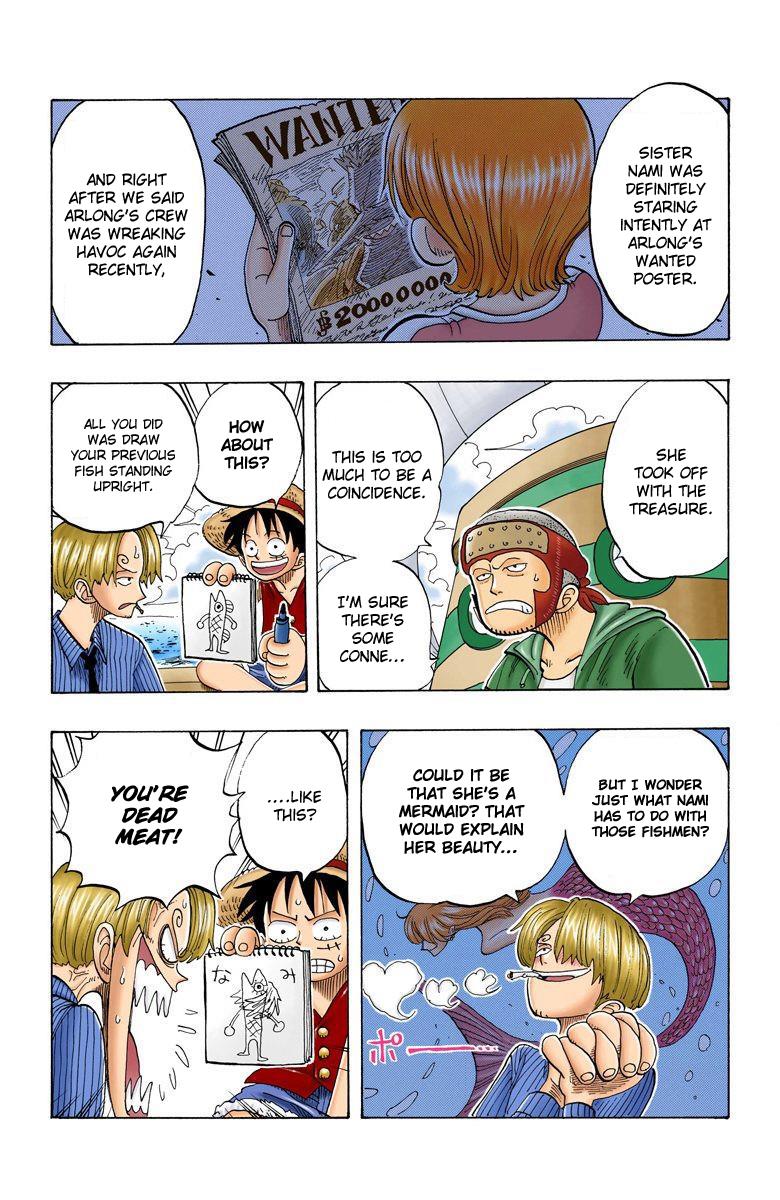 SISTER
NAMI WAS
DEFINITELY
STARING
INTENTLY AT
ARLONG'S
WANTED
POSTER.
AND RIGHT
AFTER WE SAID
ARLONG'S CREW
WAS WREAKING
HAVOC AGAIN
RECENTLY,
WANTE
20000000
SHE
TOOK OFF
WITH THE
TREASURE.
THIS IS TOO
MUCH TO BE A
COINCIDENCE.
I'M SURE
THERE'S
SOME
CONNE...
HOW
ABOUT
THIS?
ALL YOU DID
WAS DRAW
YOUR PREVIOUS
FISH STANDING
UPRIGHT.
BUT I WONDER
JUST WHAT NAMI
HAS TO DO WITH
THOSE FISHMEN?
COULD IT BE
THAT SHE'S A
MERMAID? THAT
WOULD EXPLAIN
HER BEAUTY...
ポ
....LIKE
THIS?
なみ
YOU'RE
DEAD
MEAT!